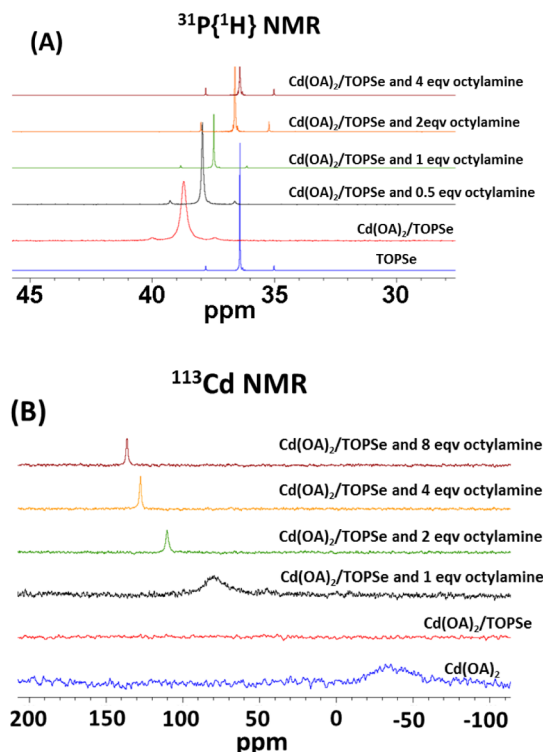 ³¹P{¹H} NMR
(A)
Cd(OA)₂/TOPSe and 4 eqv octylamine
Cd(OA)₂/TOPSe and 2eqv octylamine
Cd(OA)₂/TOPSe and 1 eqv octylamine
Cd(OA)₂/TOPSe and 0.5 eqv octylamine
Cd(OA)₂/TOPSe
TOPSe
45 40 35 30
ppm
¹¹³Cd NMR
(B)
Cd(OA)₂/TOPSe and 8 eqv octylamine
Cd(OA)₂/TOPSe and 4 eqv octylamine
Cd(OA)₂/TOPSe and 2 eqv octylamine
Cd(OA)₂/TOPSe and 1 eqv octylamine
Cd(OA)₂/TOPSe
Cd(OA)₂
200 150 100 50 0 -50 -100
ppm